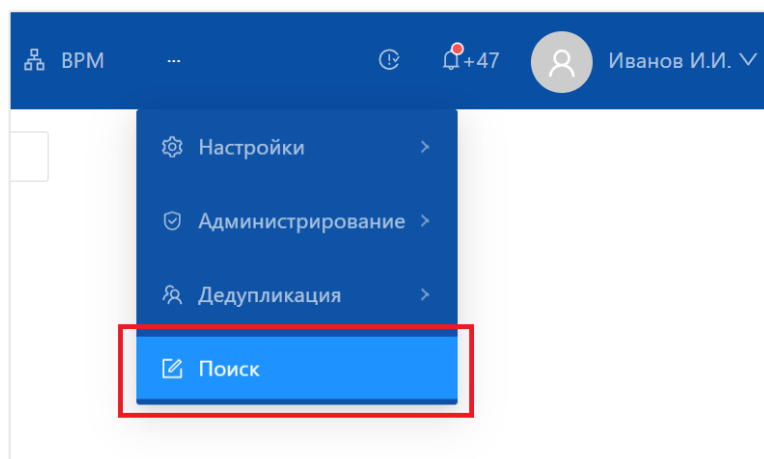 BPM ... +47 Иванов И.И.
Настройки
Администрирование
Дедупликация
Поиск